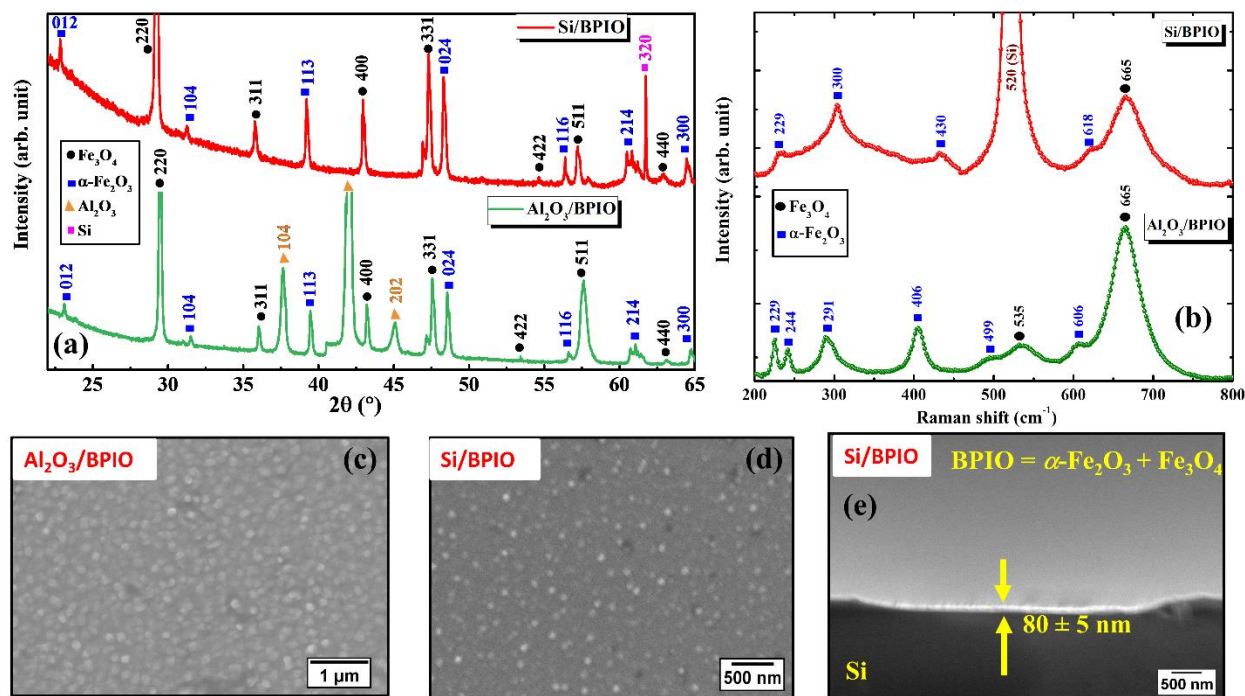 012
220
104
311
113
400
331
024
422
116
511
214
320
440
300
Si/BPIO
Fe₃O₄
α-Fe₂O₃
Al₂O₃
Si
Al₂O₃/BPIO
012
104
220
311
104
113
400
202
331
024
422
116
511
214
440
300
(a)
Intensity (arb. unit)
25 30 35 40 45 50 55 60 65
2θ (°)
Si/BPIO
229
300
430
520 (Si)
618
665
Fe₃O₄
α-Fe₂O₃
Al₂O₃/BPIO
229
244
291
406
499
535
606
665
(b)
Intensity (arb. unit)
200 300 400 500 600 700 800
Raman shift (cm⁻¹)
Al₂O₃/BPIO
(c)
1 µm
Si/BPIO
(d)
500 nm
Si/BPIO
BPIO = α-Fe₂O₃ + Fe₃O₄
(e)
80 ± 5 nm
Si
500 nm